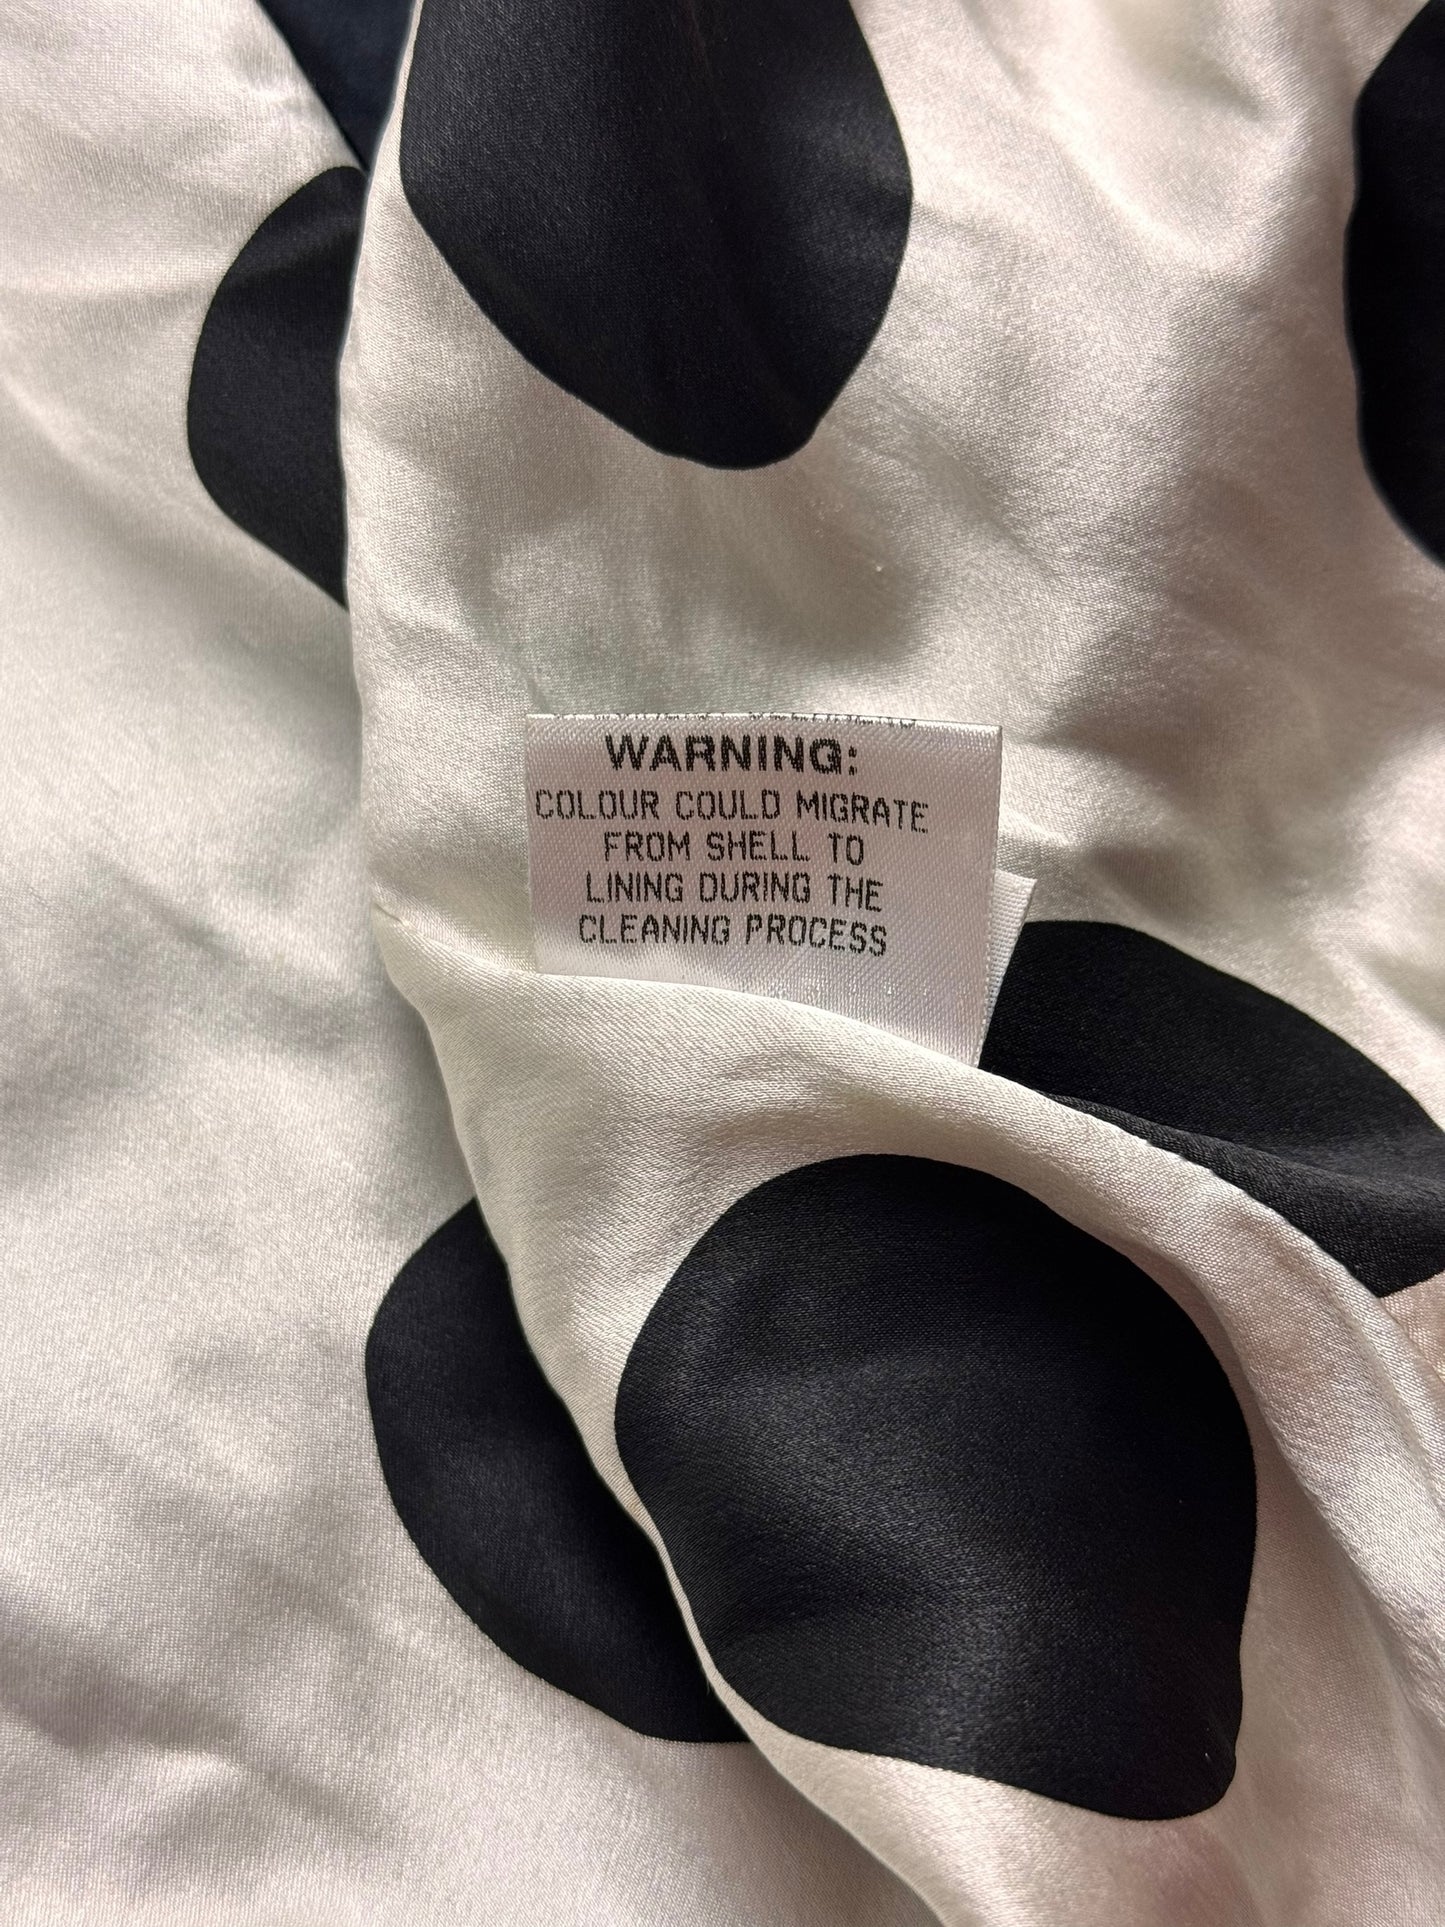 WARNING:
COLOUR COULD MIGRATE
FROM SHELL TO
LINING DURING THE
CLEANING PROCESS